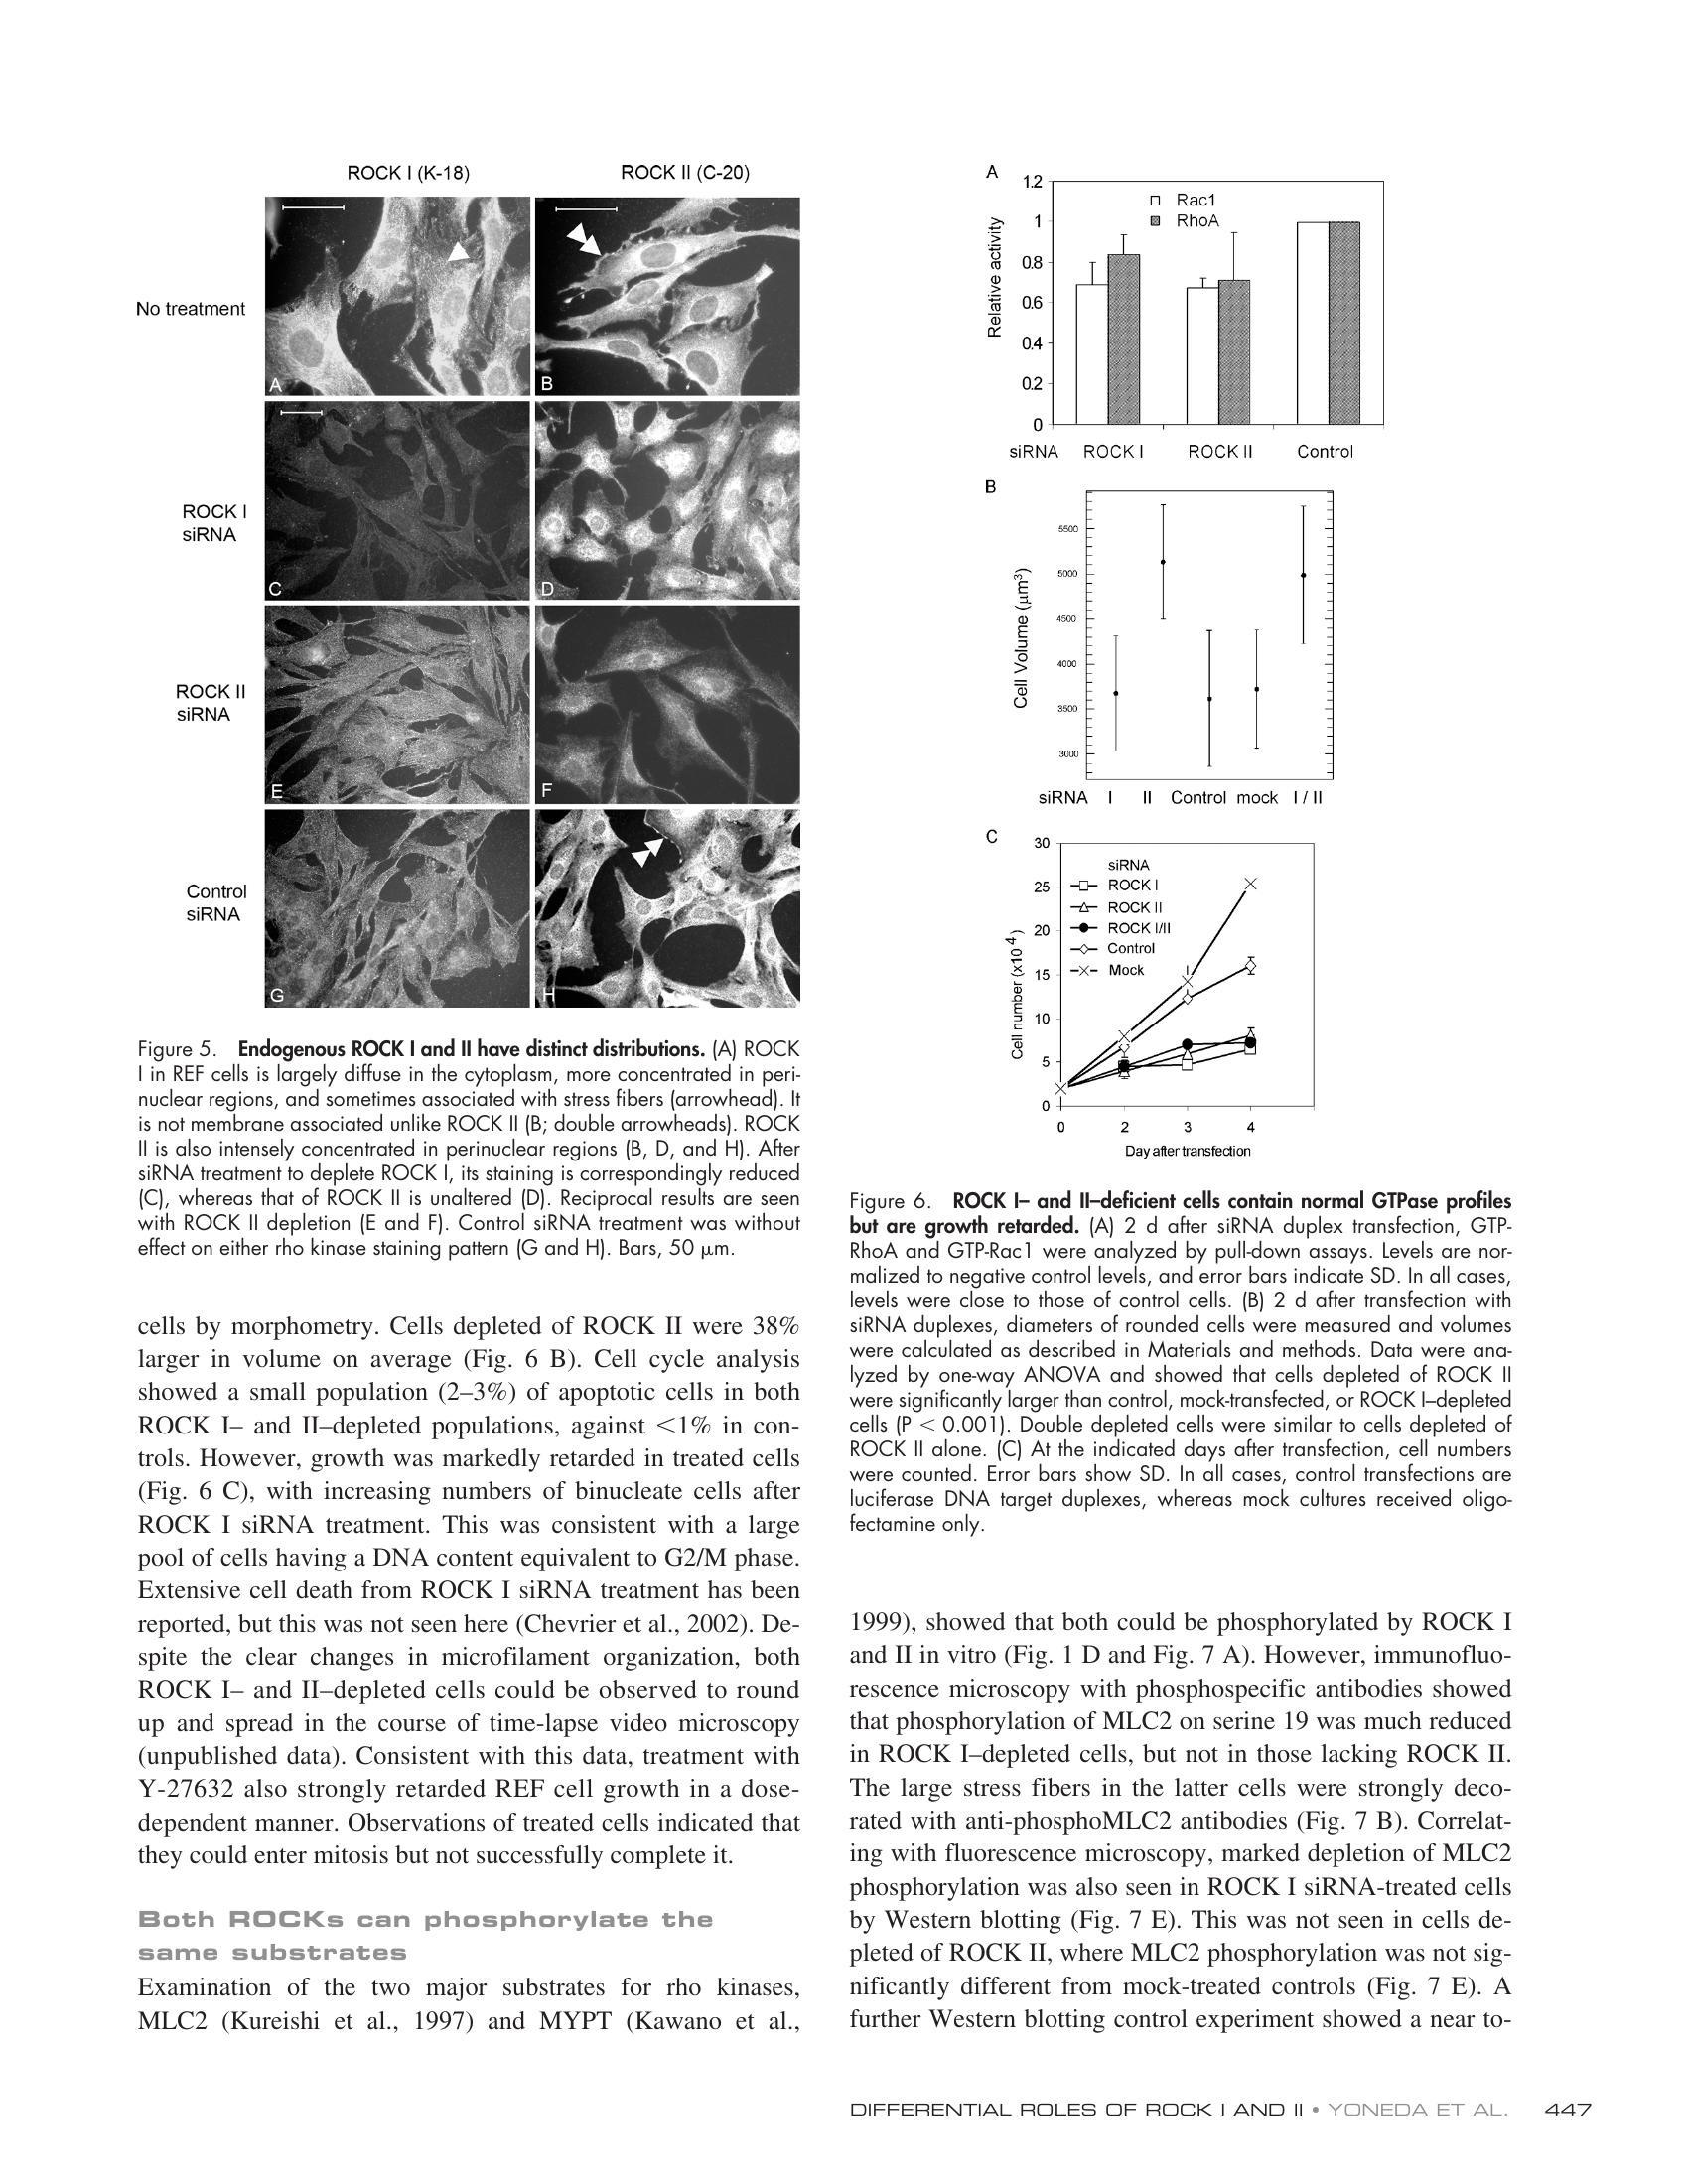 ROCK I (K-18)
ROCK II (C-20)
No treatment
A
B
ROCK I
siRNA
C
D
ROCK II
siRNA
E
F
Control
siRNA
G
H
Figure 5. Endogenous ROCK I and II have distinct distributions. (A) ROCK
I in REF cells is largely diffuse in the cytoplasm, more concentrated in peri-
nuclear regions, and sometimes associated with stress fibers (arrowhead). It
is not membrane associated unlike ROCK II (B; double arrowheads). ROCK
II is also intensely concentrated in perinuclear regions (B, D, and H). After
siRNA treatment to deplete ROCK I, its staining is correspondingly reduced
(C), whereas that of ROCK II is unaltered (D). Reciprocal results are seen
with ROCK II depletion (E and F). Control siRNA treatment was without
effect on either rho kinase staining pattern (G and H). Bars, 50 μm.
cells by morphometry. Cells depleted of ROCK II were 38%
larger in volume on average (Fig. 6 B). Cell cycle analysis
showed a small population (2–3%) of apoptotic cells in both
ROCK I– and II–depleted populations, against <1% in con-
trols. However, growth was markedly retarded in treated cells
(Fig. 6 C), with increasing numbers of binucleate cells after
ROCK I siRNA treatment. This was consistent with a large
pool of cells having a DNA content equivalent to G2/M phase.
Extensive cell death from ROCK I siRNA treatment has been
reported, but this was not seen here (Chevrier et al., 2002). De-
spite the clear changes in microfilament organization, both
ROCK I– and II–depleted cells could be observed to round
up and spread in the course of time-lapse video microscopy
(unpublished data). Consistent with this data, treatment with
Y-27632 also strongly retarded REF cell growth in a dose-
dependent manner. Observations of treated cells indicated that
they could enter mitosis but not successfully complete it.
Both ROCKs can phosphorylate the
same substrates
Examination of the two major substrates for rho kinases,
MLC2 (Kureishi et al., 1997) and MYPT (Kawano et al.,
A
1.2
1
0.8
0.6
0.4
0.2
0
Relative activity
Rac1
RhoA
siRNA ROCK I ROCK II Control
B
5500
5000
4500
4000
3500
3000
Cell Volume (μm³)
siRNA I II Control mock I / II
C
30
25
20
15
10
5
0
Cell number (x10⁻⁴)
siRNA
ROCK I
ROCK II
ROCK I/II
Control
Mock
0 2 3 4
Day after transfection
Figure 6. ROCK I– and II–deficient cells contain normal GTPase profiles
but are growth retarded. (A) 2 d after siRNA duplex transfection, GTP-
RhoA and GTP-Rac1 were analyzed by pull-down assays. Levels are nor-
malized to negative control levels, and error bars indicate SD. In all cases,
levels were close to those of control cells. (B) 2 d after transfection with
siRNA duplexes, diameters of rounded cells were measured and volumes
were calculated as described in Materials and methods. Data were ana-
lyzed by one-way ANOVA and showed that cells depleted of ROCK II
were significantly larger than control, mock-transfected, or ROCK I–depleted
cells (P < 0.001). Double depleted cells were similar to cells depleted of
ROCK II alone. (C) At the indicated days after transfection, cell numbers
were counted. Error bars show SD. In all cases, control transfections are
luciferase DNA target duplexes, whereas mock cultures received oligo-
fectamine only.
1999), showed that both could be phosphorylated by ROCK I
and II in vitro (Fig. 1 D and Fig. 7 A). However, immunofluo-
rescence microscopy with phosphospecific antibodies showed
that phosphorylation of MLC2 on serine 19 was much reduced
in ROCK I–depleted cells, but not in those lacking ROCK II.
The large stress fibers in the latter cells were strongly deco-
rated with anti-phosphoMLC2 antibodies (Fig. 7 B). Correlat-
ing with fluorescence microscopy, marked depletion of MLC2
phosphorylation was also seen in ROCK I siRNA-treated cells
by Western blotting (Fig. 7 E). This was not seen in cells de-
pleted of ROCK II, where MLC2 phosphorylation was not sig-
nificantly different from mock-treated controls (Fig. 7 E). A
further Western blotting control experiment showed a near to-
DIFFERENTIAL ROLES OF ROCK I AND II • YONEDA ET AL. 447